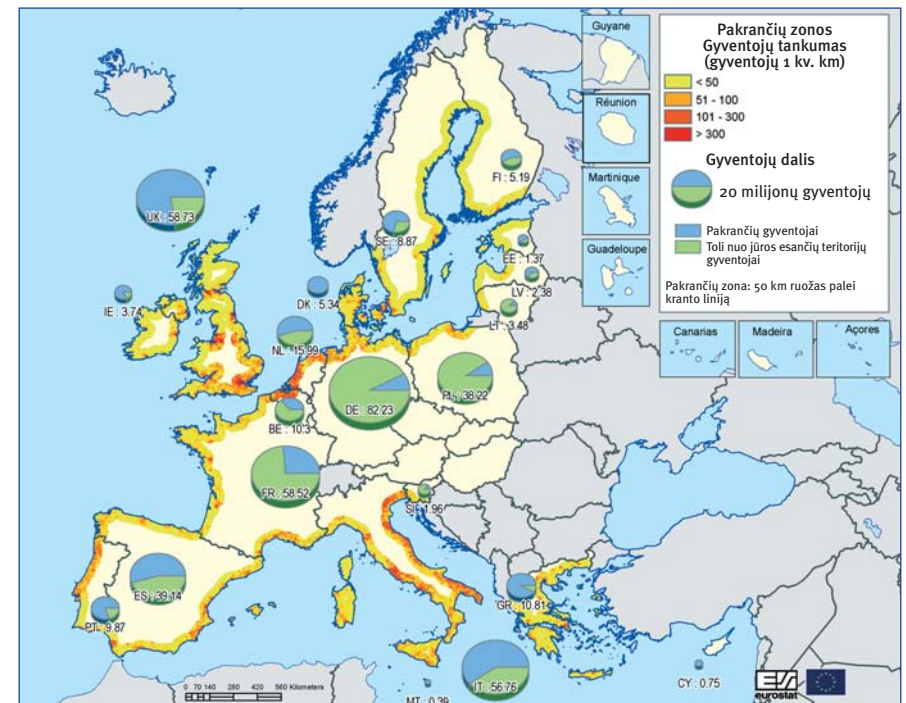 Guyane
Réunion
Martinique
Guadeloupe
Canarias
Madeira
Açores
Pakrančių zonos
Gyventojų tankumas
(gyventojų 1 kv. km)
< 50
51 - 100
101 - 300
> 300
Gyventojų dalis
20 milijonų gyventojų
Pakrančių gyventojai
Toli nuo jūros esančių teritorijų
gyventojai
Pakrančių zona: 50 km ruožas palei
kranto liniją
FI : 5.19
UK : 58.73
SE : 8.87
EE : 1.37
LV : 2.38
DK : 5.34
IE : 3.74
LT : 3.48
NL : 15.99
PL : 38.22
DE : 82.23
BE : 10.3
FR : 58.52
SI : 1.96
ES : 39.14
GR : 10.81
PT : 9.87
IT : 56.76
CY : 0.75
MT : 0.39
0 70 140 280 420 560 Kilometers
eurostat